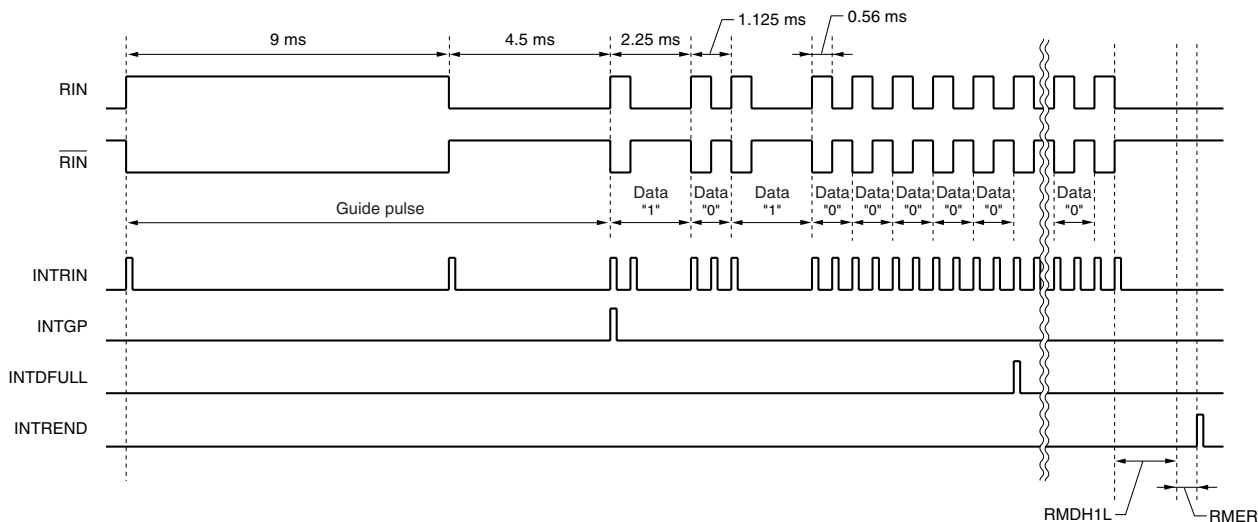 1.125 ms
0.56 ms
9 ms
4.5 ms
2.25 ms
RIN
RIN
Data
"1"
Data
"0"
Data
"1"
Data
"0"
Data
"0"
Data
"0"
Data
"0"
Data
"0"
Data
"0"
Guide pulse
INTRIN
INTGP
INTDFULL
INTREND
RMDH1L
RMER